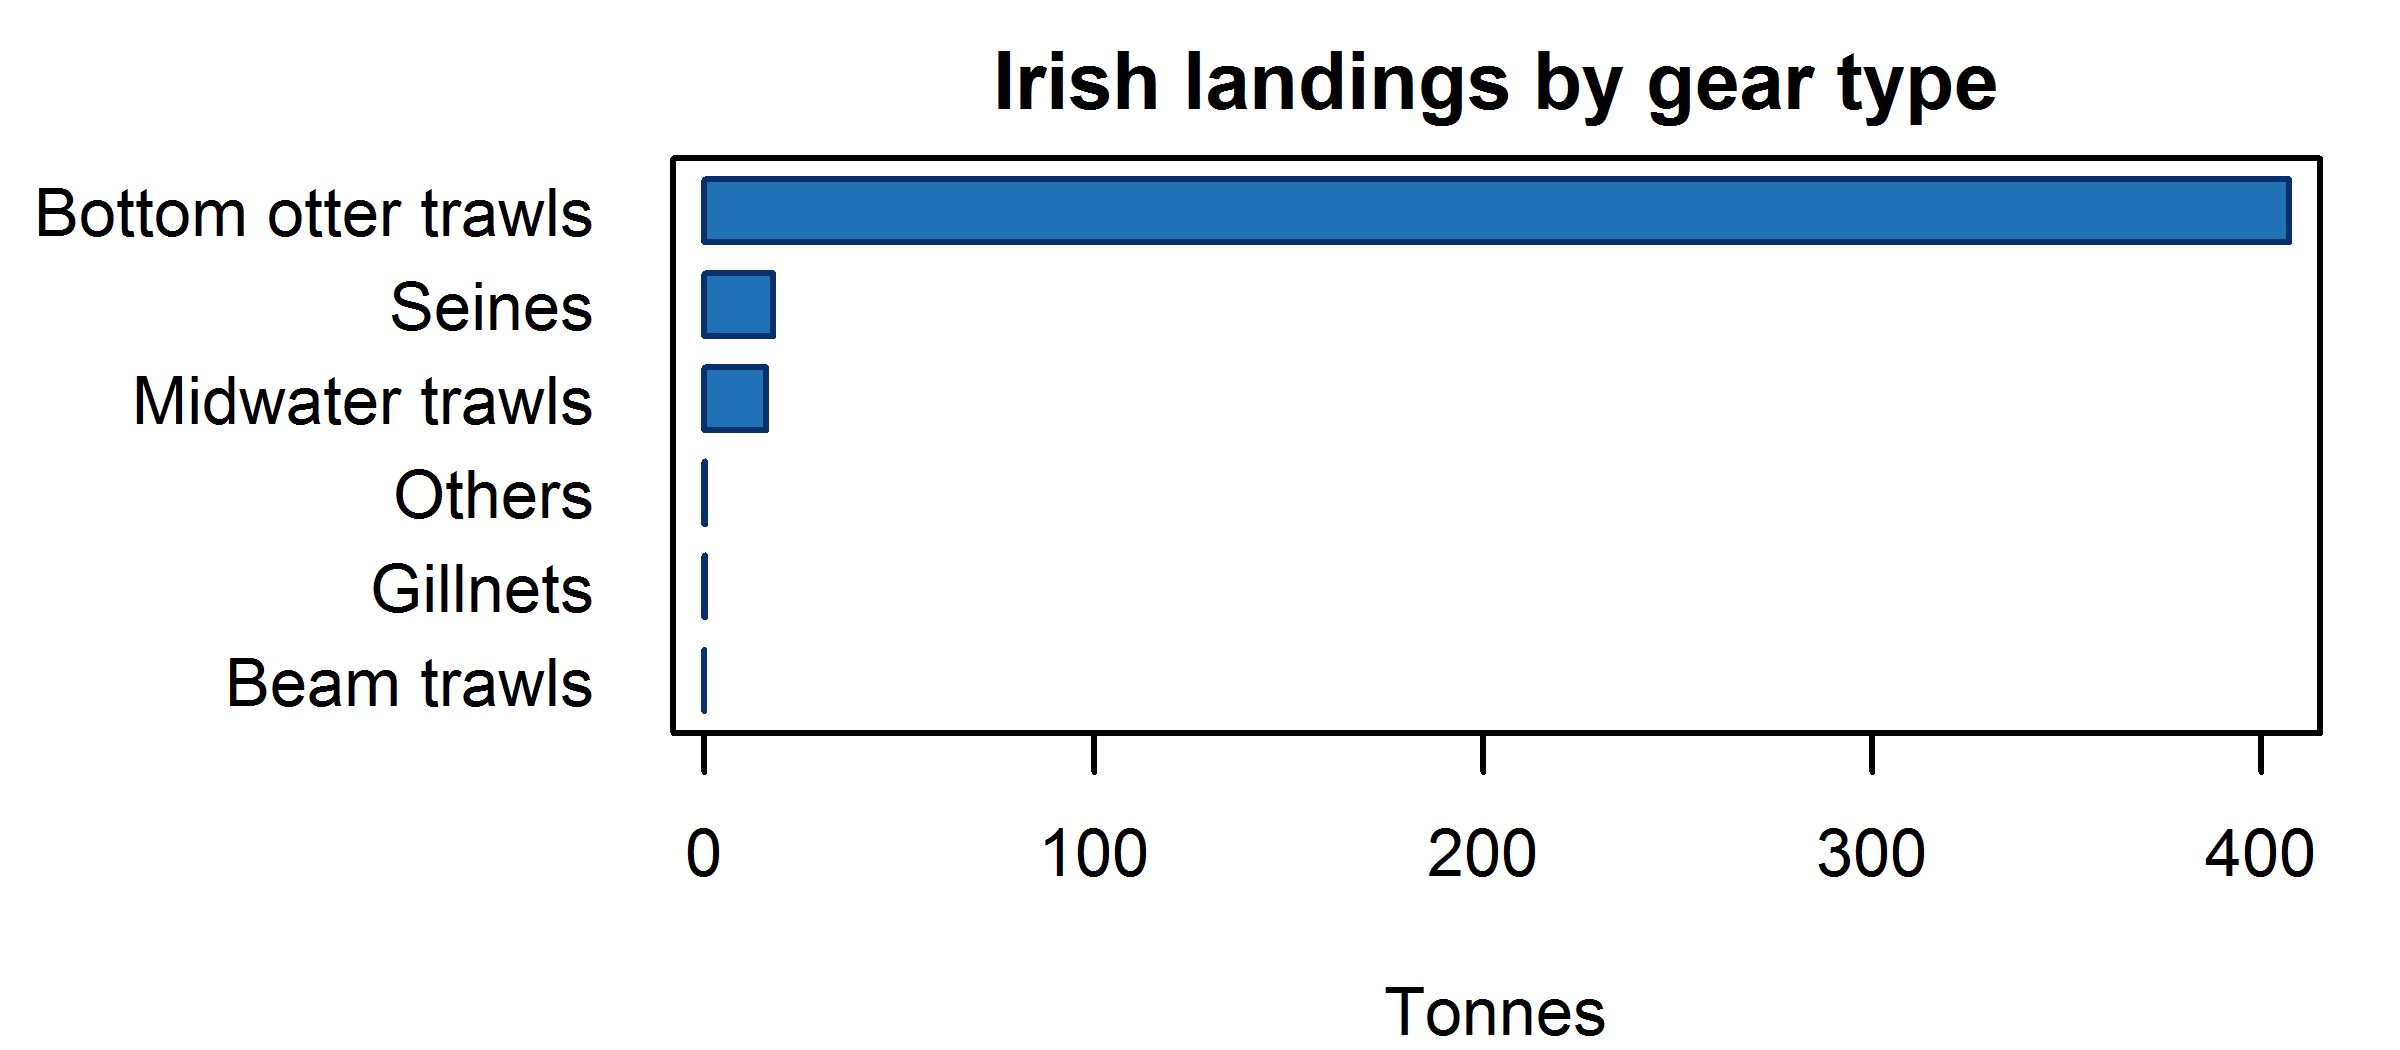 Irish landings by gear type
Bottom otter trawls
Seines
Midwater trawls
Others
Gillnets
Beam trawls
0 100 200 300 400
Tonnes